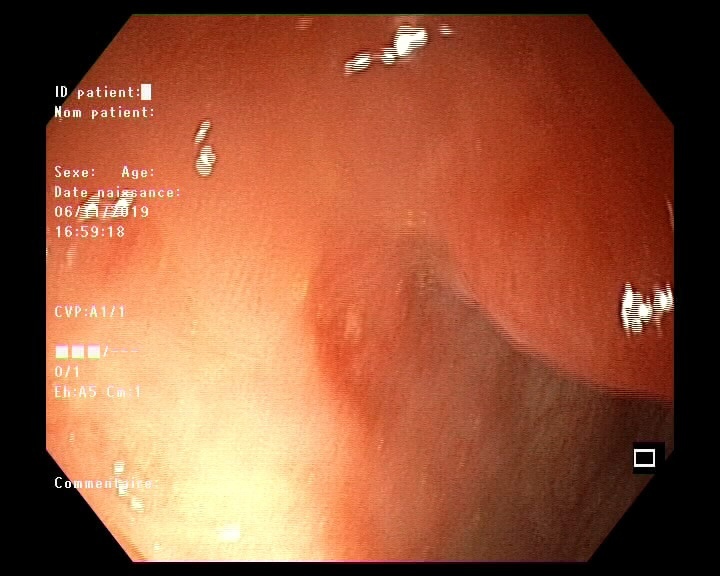 ID patient:
Nom patient:
Sexe: Age:
Date naissance:
06/11/2019
16:59:18
CVP:A1/1
/---
0/1
Eh:A5 Cm:1
Commentaire: